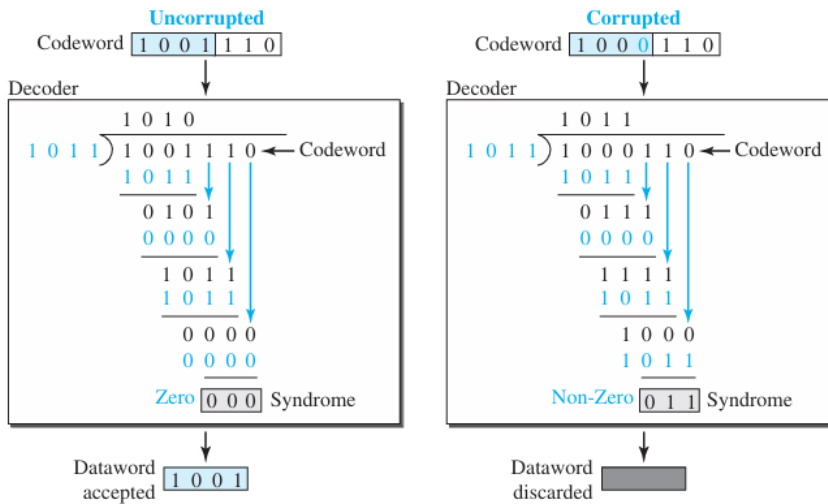 Uncorrupted
Codeword 1 0 0 1 1 1 0
Decoder
1 0 1 0
1 0 1 1 ) 1 0 0 1 1 1 0 Codeword
1 0 1 1
0 1 0 1
0 0 0 0
1 0 1 1
1 0 1 1
0 0 0 0
0 0 0 0
Zero 0 0 0 Syndrome
Dataword
accepted 1 0 0 1
Corrupted
Codeword 1 0 0 0 1 1 0
Decoder
1 0 1 1
1 0 1 1 ) 1 0 0 0 1 1 0 Codeword
1 0 1 1
0 1 1 1
0 0 0 0
1 1 1 1
1 0 1 1
1 0 0 0
1 0 1 1
Non-Zero 0 1 1 Syndrome
Dataword
discarded